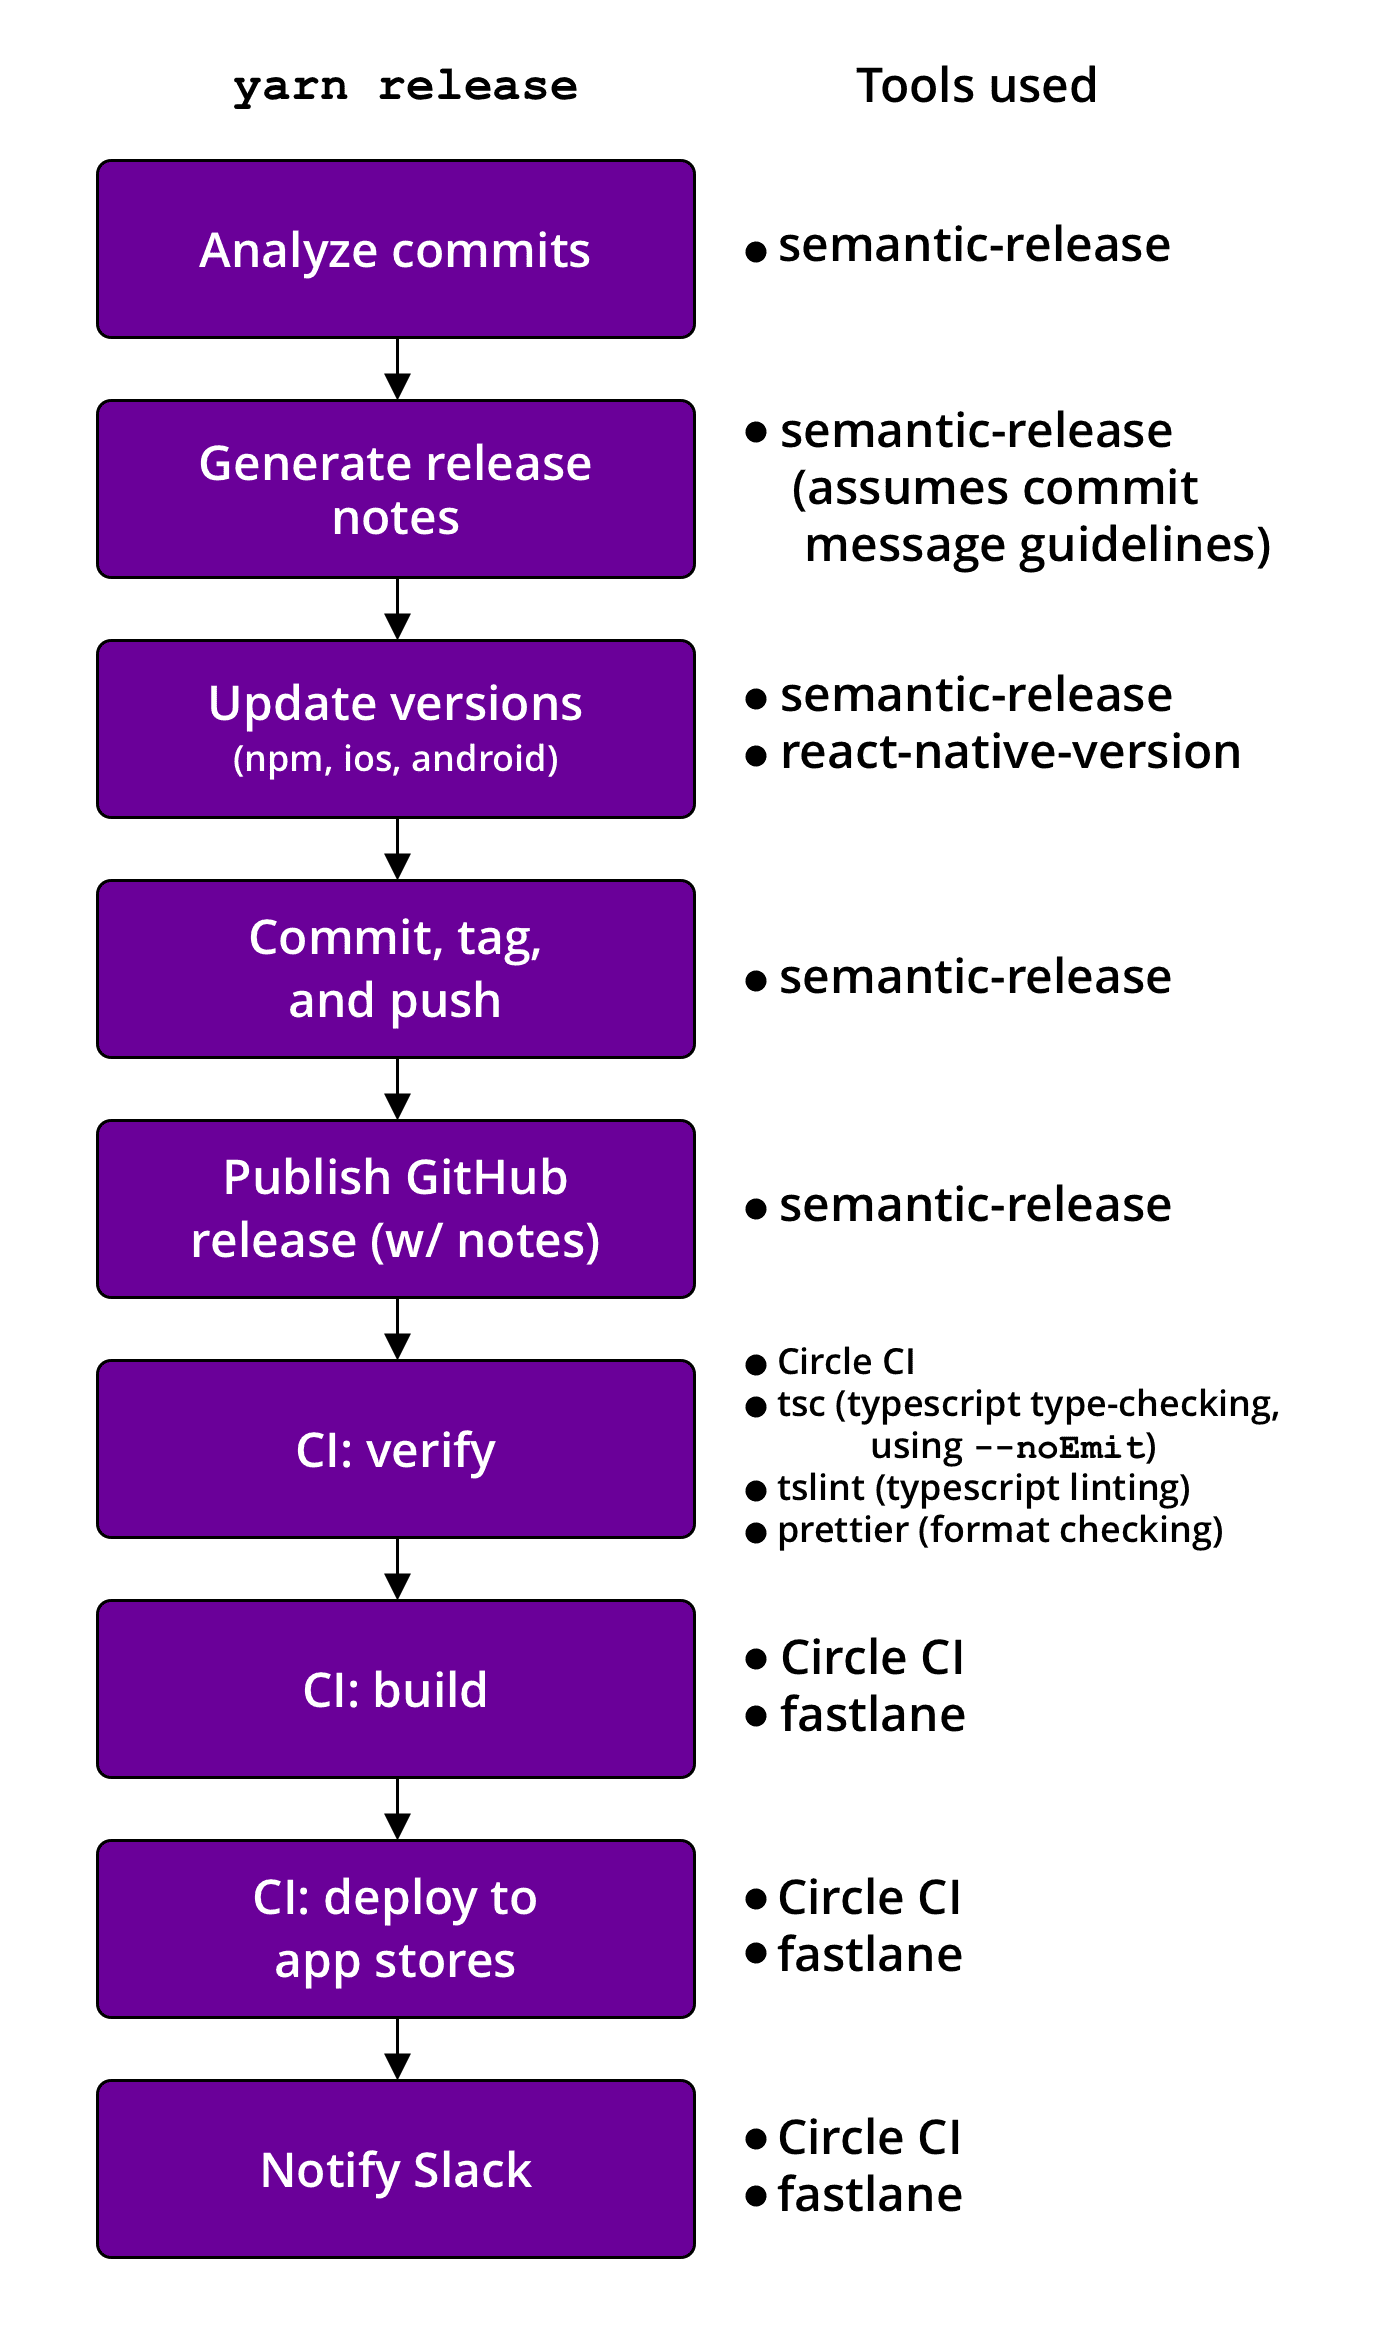 yarn release
Tools used
Analyze commits
● semantic-release
Generate release
notes
● semantic-release
(assumes commit
message guidelines)
Update versions
(npm, ios, android)
● semantic-release
● react-native-version
Commit, tag,
and push
● semantic-release
Publish GitHub
release (w/ notes)
● semantic-release
CI: verify
● Circle CI
● tsc (typescript type-checking,
using --noEmit)
● tslint (typescript linting)
● prettier (format checking)
CI: build
● Circle CI
● fastlane
CI: deploy to
app stores
● Circle CI
● fastlane
Notify Slack
● Circle CI
● fastlane